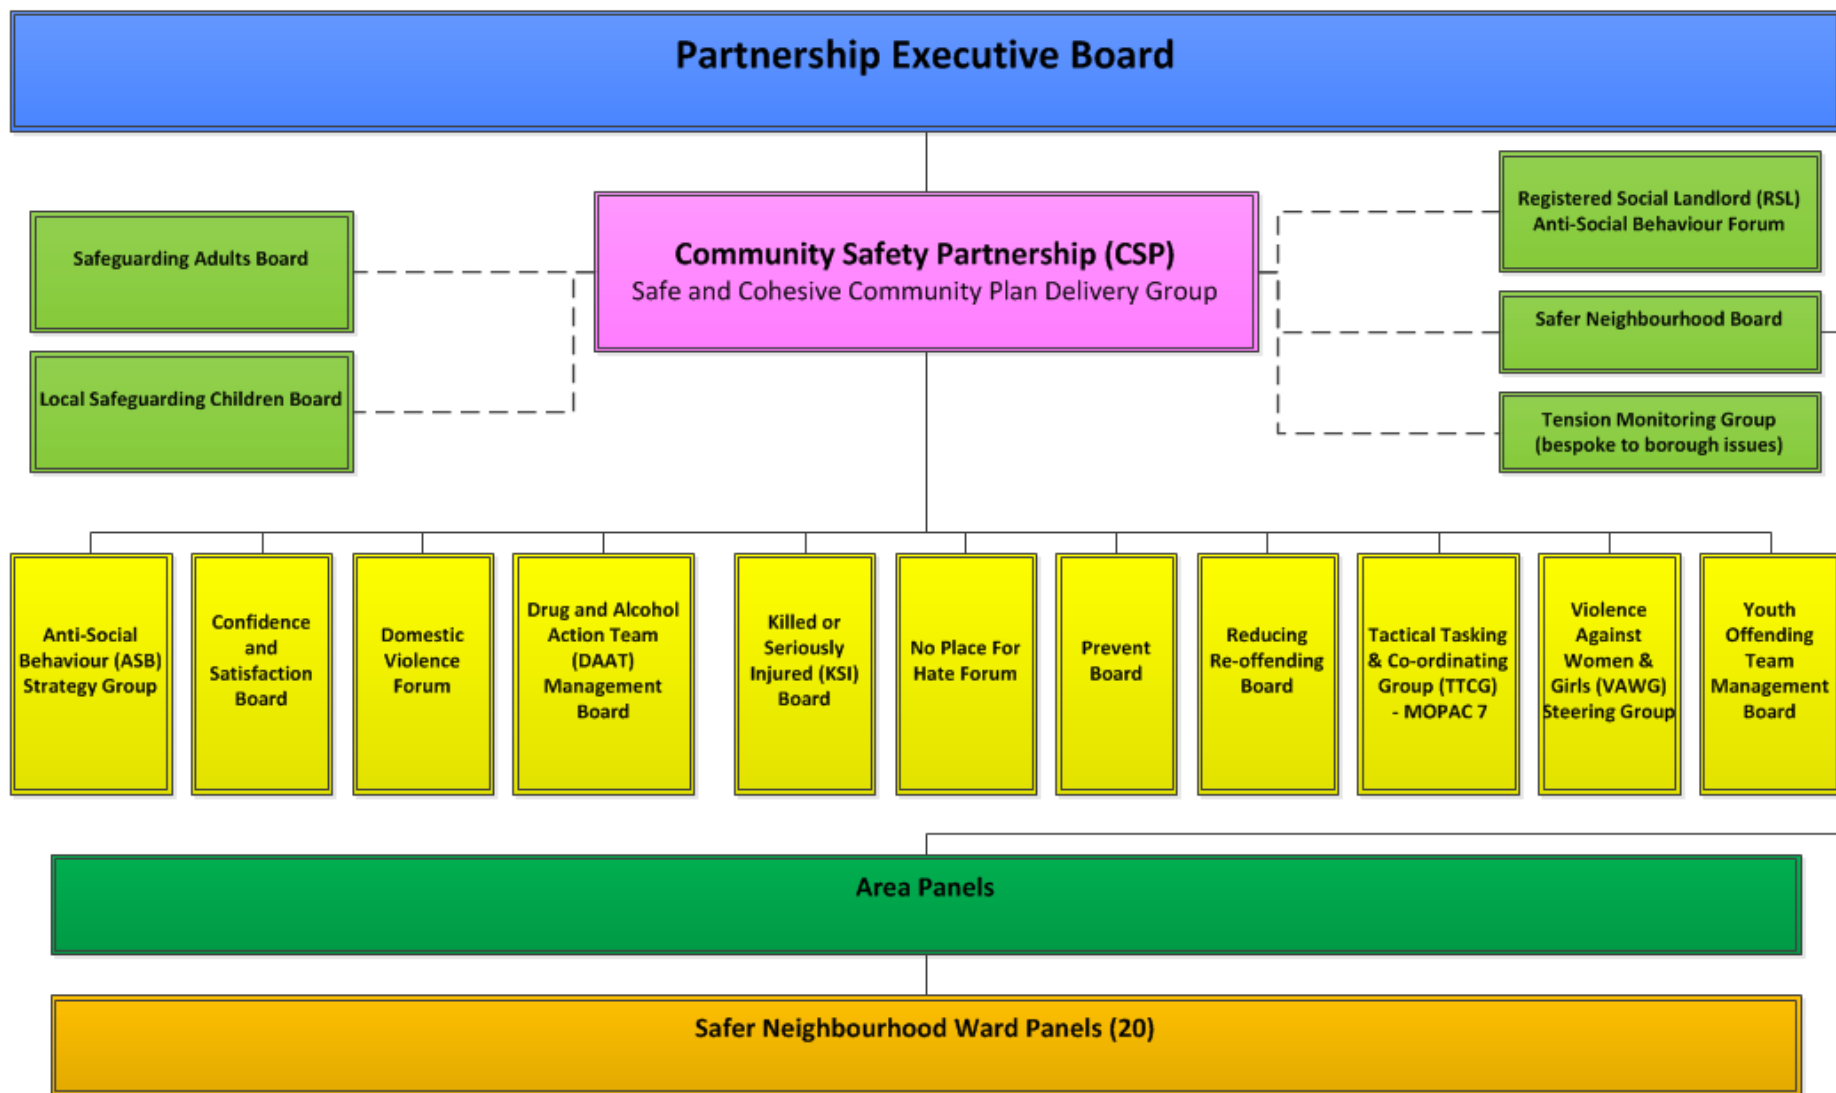 Partnership Executive Board
Community Safety Partnership (CSP)
Safe and Cohesive Community Plan Delivery Group
Safeguarding Adults Board
Local Safeguarding Children Board
Registered Social Landlord (RSL)
Anti-Social Behaviour Forum
Safer Neighbourhood Board
Tension Monitoring Group
(bespoke to borough issues)
Anti-Social
Behaviour (ASB)
Strategy Group
Confidence
and
Satisfaction
Board
Domestic
Violence
Forum
Drug and Alcohol
Action Team
(DAAT)
Management
Board
Killed or
Seriously
Injured (KSI)
Board
No Place For
Hate Forum
Prevent
Board
Reducing
Re-offending
Board
Tactical Tasking
& Co-ordinating
Group (TTCG)
- MOPAC 7
Violence
Against
Women &
Girls (VAWG)
Steering Group
Youth
Offending
Team
Management
Board
Area Panels
Safer Neighbourhood Ward Panels (20)